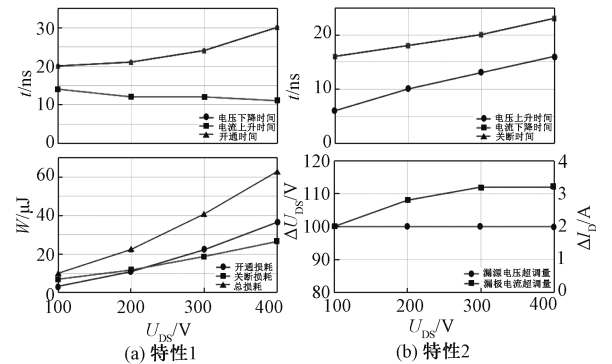 30
20
10
0
t/ns
电压下降时间
电流上升时间
开通时间
60
40
20
0
W/μJ
开通损耗
关断损耗
总损耗
100 200 300 400
U_DS/V
(a) 特性1
20
10
0
t/ns
电压上升时间
电流下降时间
关断时间
120
110
100
90
80
ΔU_DS/V
4
3
2
1
0
ΔI_D/A
漏源电压超调量
漏极电流超调量
100 200 300 400
U_DS/V
(b) 特性2